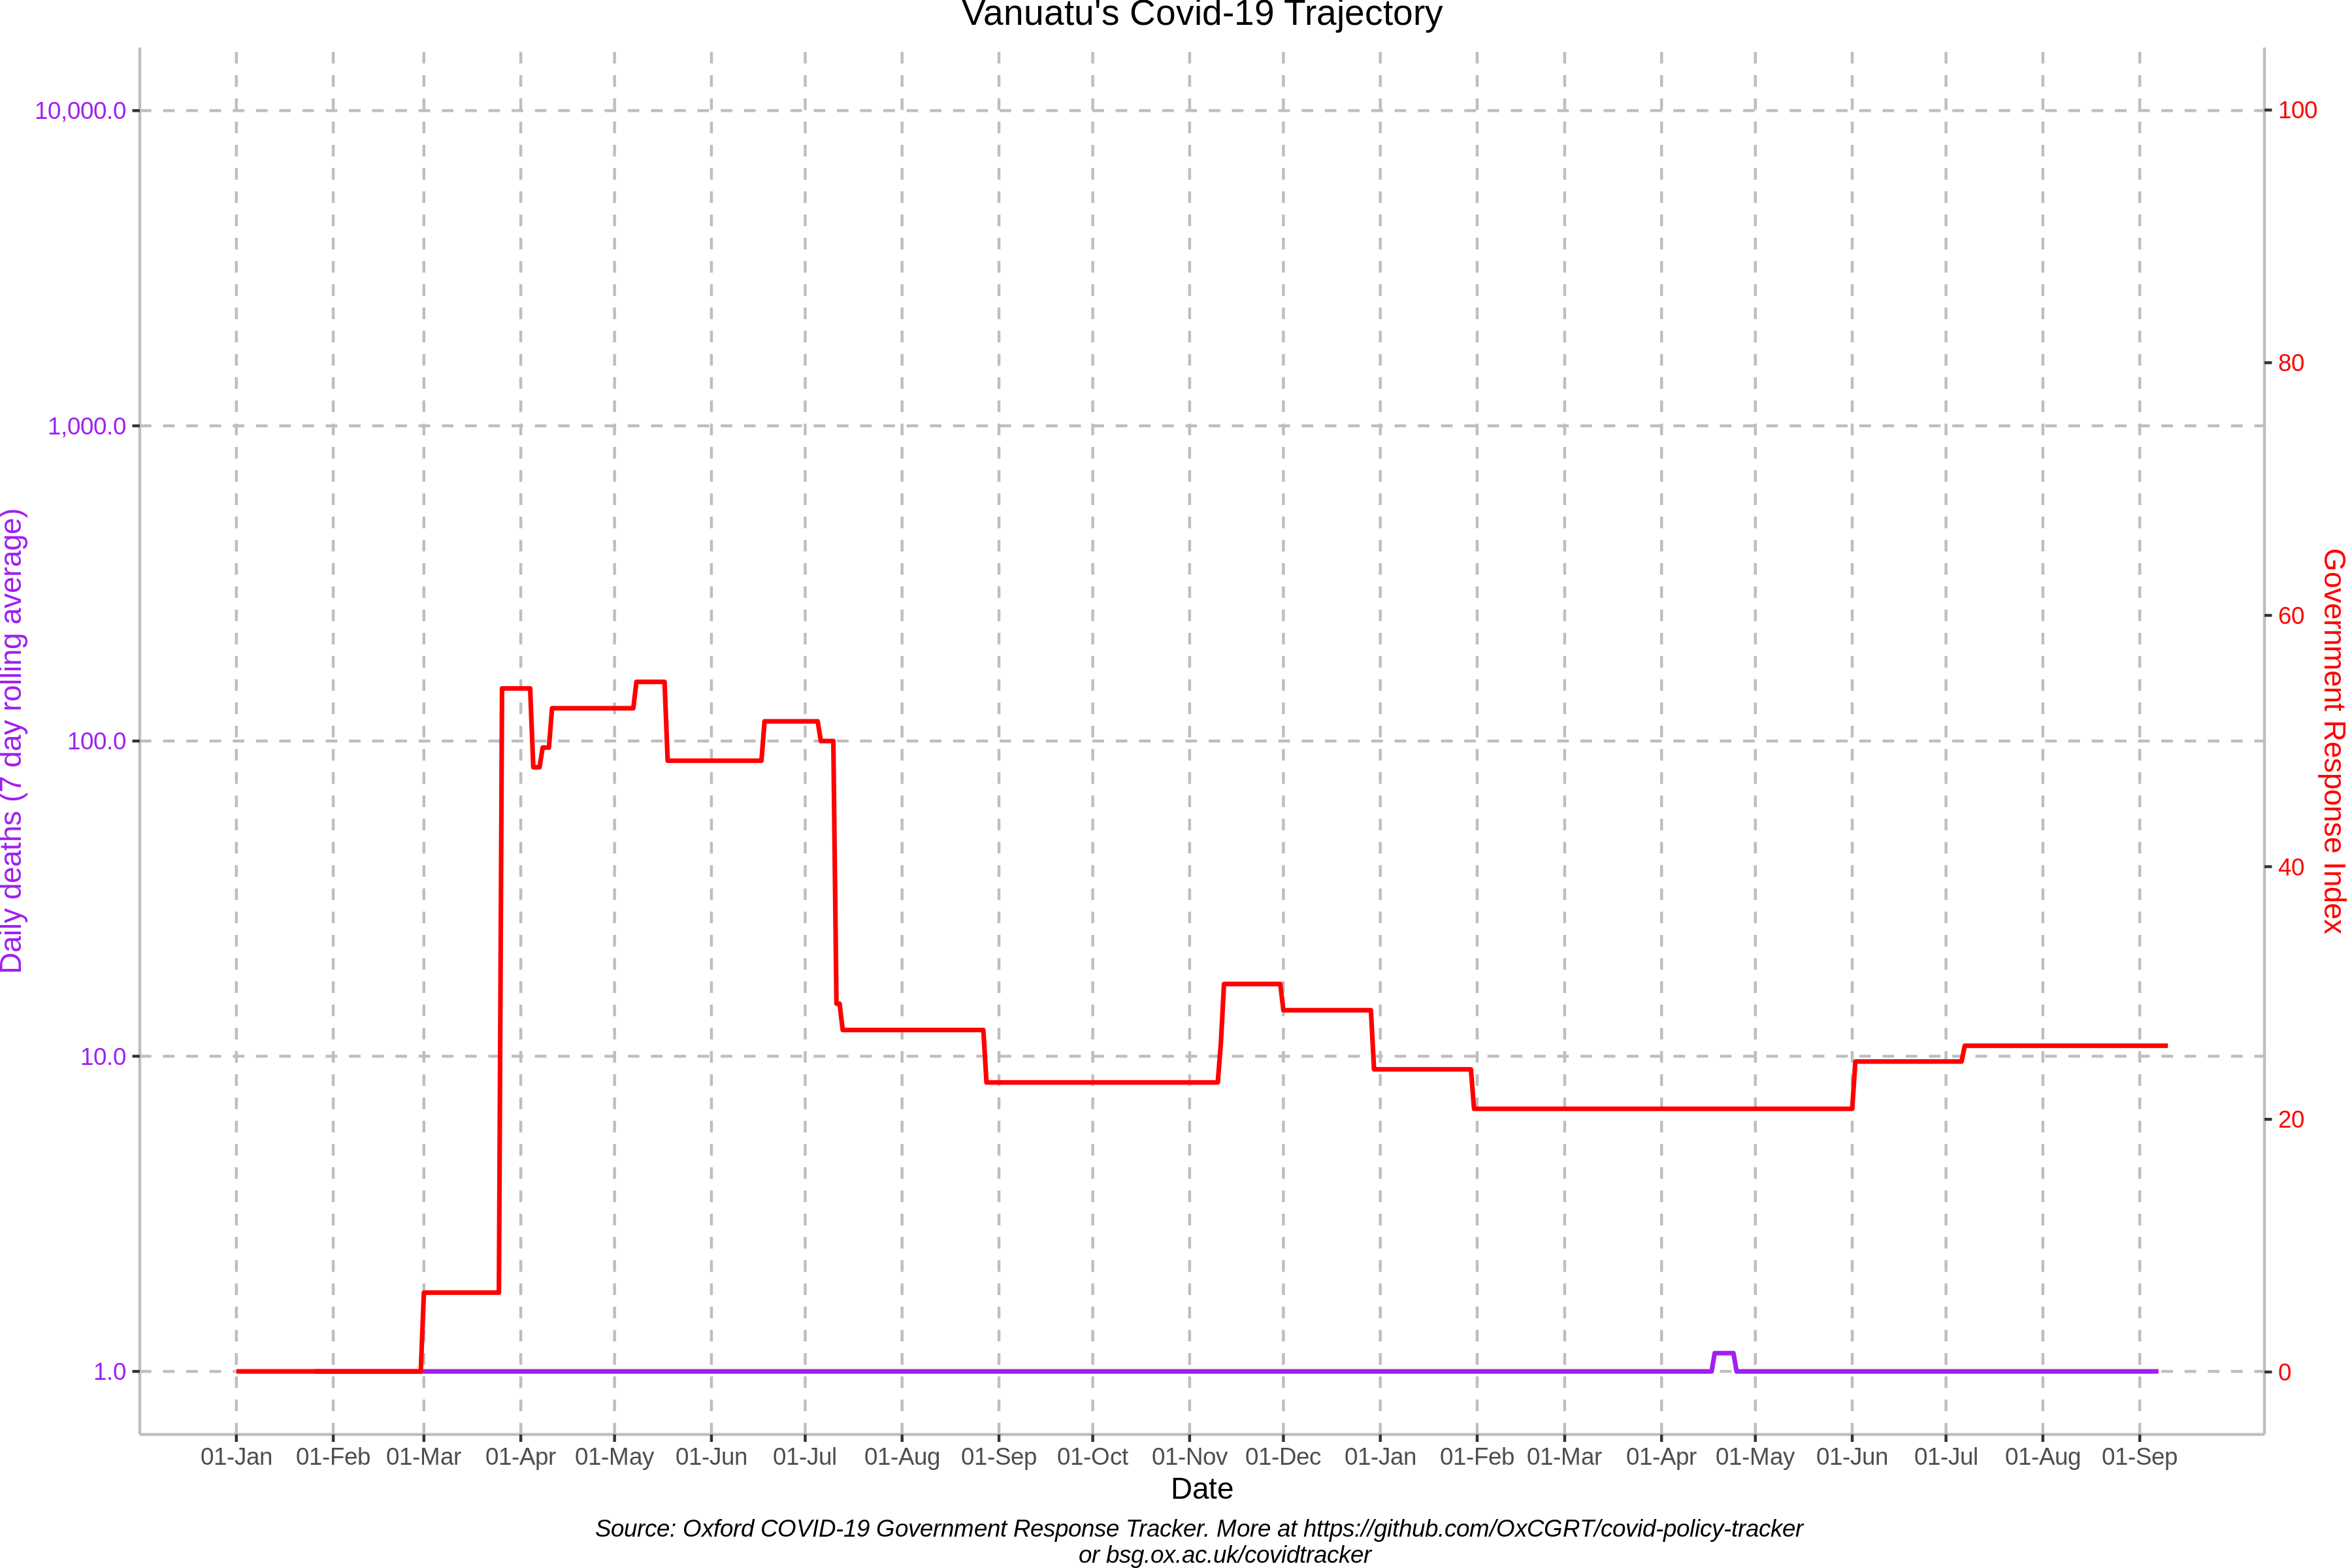 Vanuatu's Covid-19 Trajectory
10,000.0
1,000.0
100.0
10.0
1.0
Daily deaths (7 day rolling average)
100
80
60
40
20
0
Government Response Index
01-Jan 01-Feb 01-Mar 01-Apr 01-May 01-Jun 01-Jul 01-Aug 01-Sep 01-Oct 01-Nov 01-Dec 01-Jan 01-Feb 01-Mar 01-Apr 01-May 01-Jun 01-Jul 01-Aug 01-Sep
Date
Source: Oxford COVID-19 Government Response Tracker. More at https://github.com/OxCGRT/covid-policy-tracker
or bsg.ox.ac.uk/covidtracker